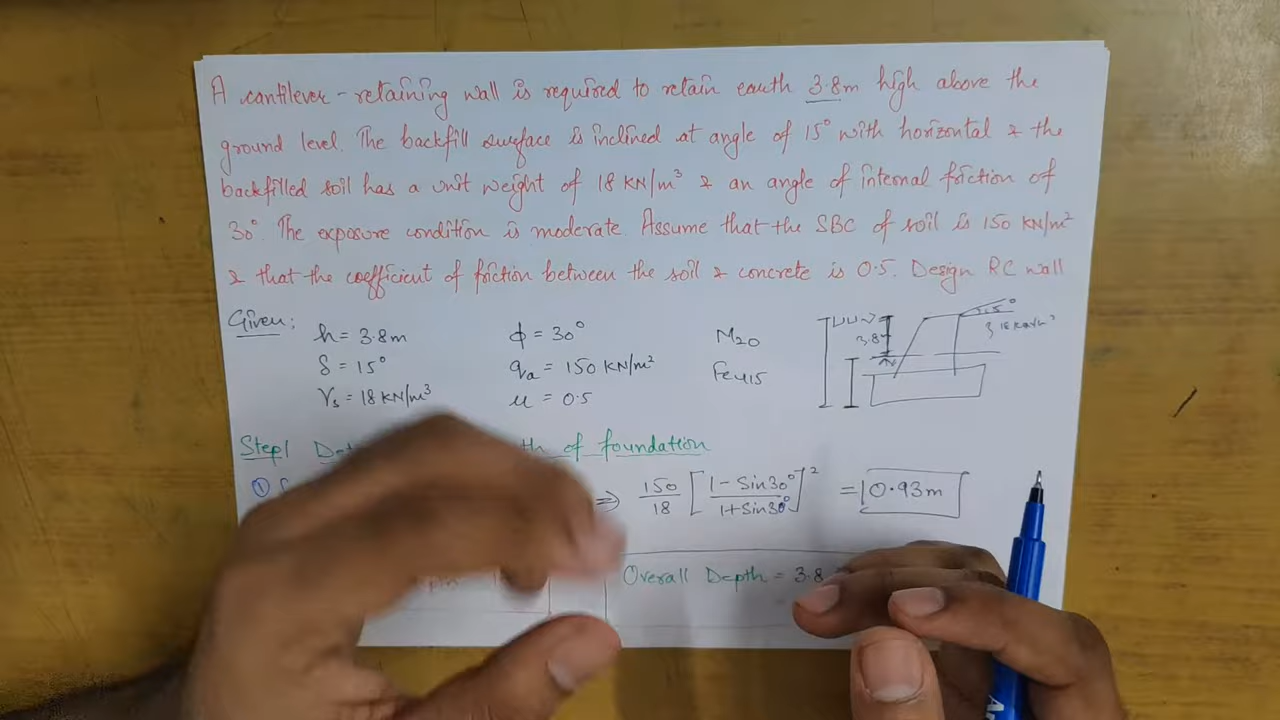 A cantilever-retaining wall is required to retain earth 3.8m high above the
ground level. The backfill surface is inclined at angle of 15° with horizontal & the
backfilled soil has a unit weight of 18 KN/m³ & an angle of internal friction of
30°. The exposure condition is moderate. Assume that the SBC of soil is 150 KN/m²
& that the coefficient of friction between the soil & concrete is 0.5. Design RC wall
Given:
h = 3.8m
δ = 15°
γs = 18 KN/m³
ϕ = 30°
qa = 150 KN/m²
μ = 0.5
M20
Fe415
3.8
15°
18 KN/m³
Step1 of foundation
①
⇒ 150/18 [1 - Sin30° / 1 + Sin30°]² = 0.93m
Overall Depth = 3.8